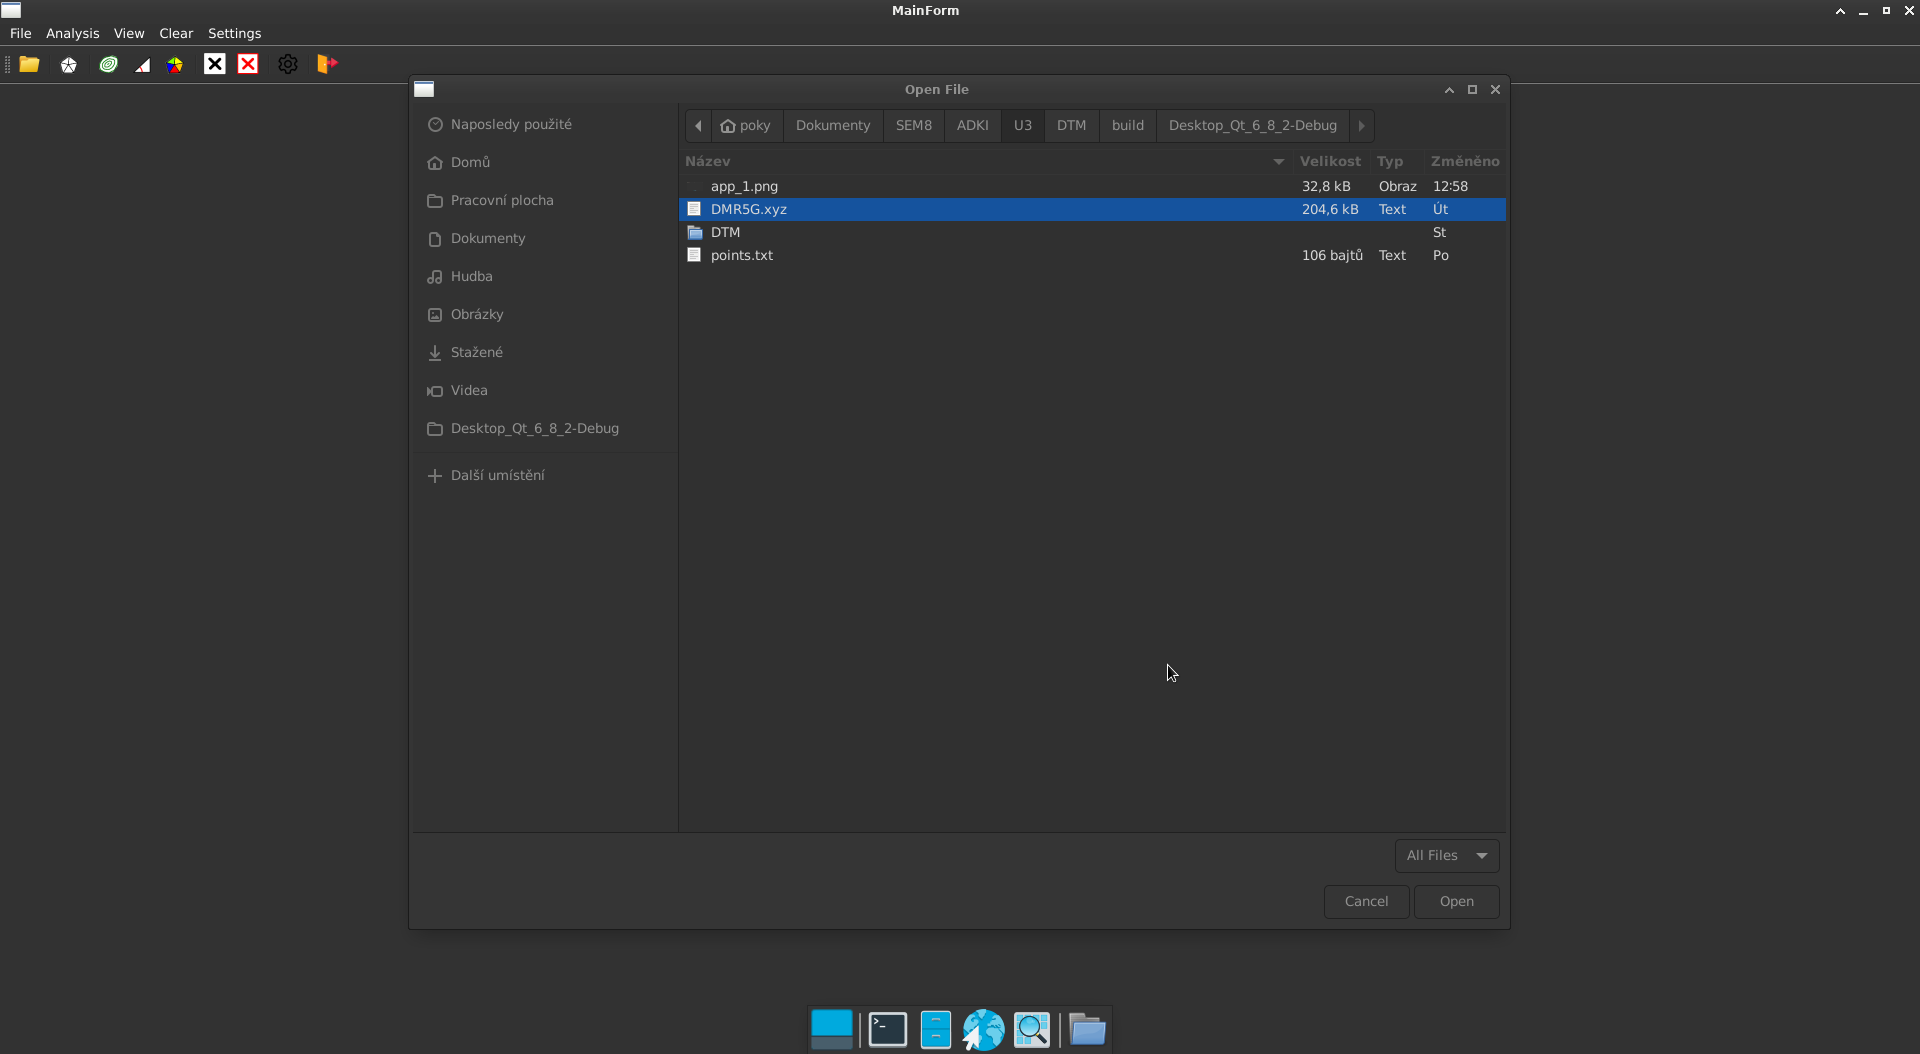 MainForm
File Analysis View Clear Settings
Open File
Naposledy použité
Domů
Pracovní plocha
Dokumenty
Hudba
Obrázky
Stažené
Videa
Desktop_Qt_6_8_2-Debug
Další umístění
poky Dokumenty SEM8 ADKI U3 DTM build Desktop_Qt_6_8_2-Debug
Název Velikost Typ Změněno
app_1.png 32,8 kB Obraz 12:58
DMR5G.xyz 204,6 kB Text Út
DTM St
points.txt 106 bajtů Text Po
All Files
Cancel Open